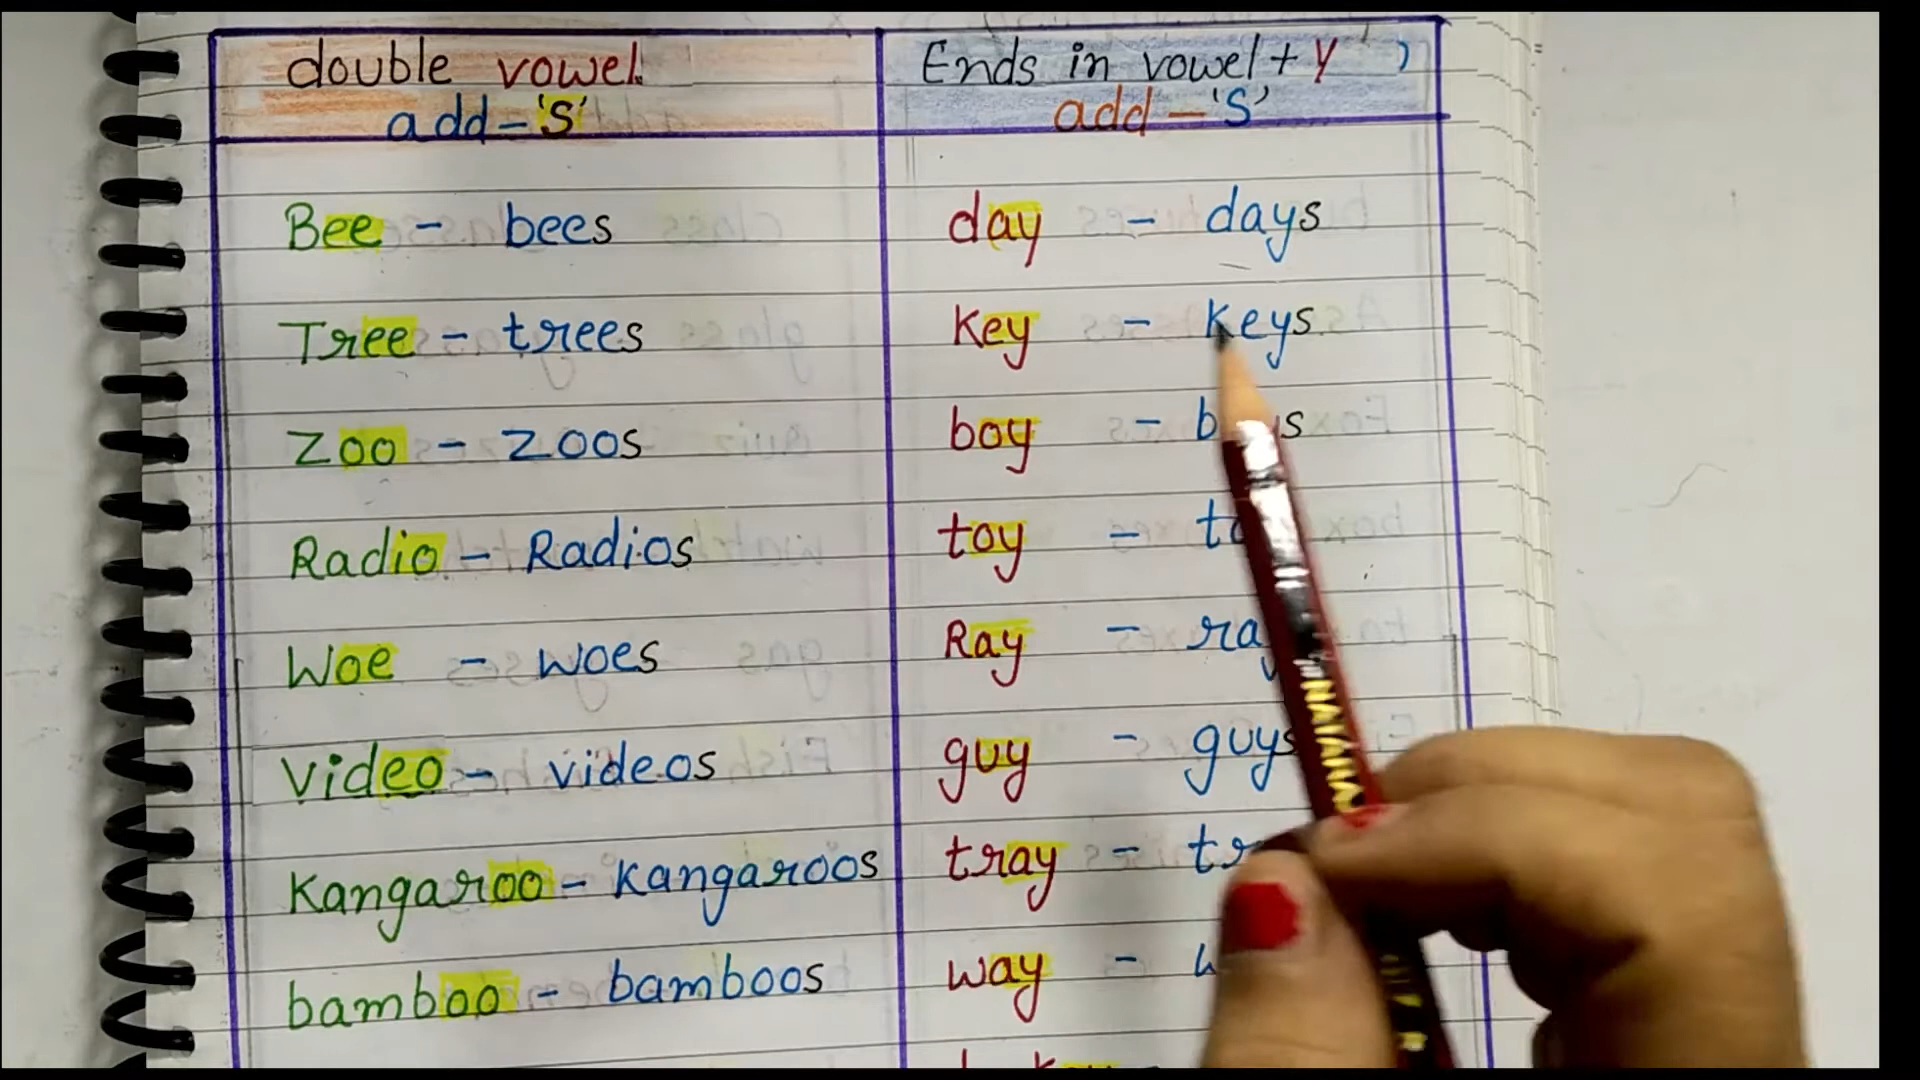 double vowel
add - 'S'
Bee - bees
Tree - trees
Zoo - zoos
Radio - Radios
Woe - woes
Video - videos
Kangaroo - kangaroos
bamboo - bamboos
Ends in vowel + Y
add - 'S'
day - days
Key - keys
boy -
toy -
Ray -
guy - guys
tray -
way -
NATARAJ